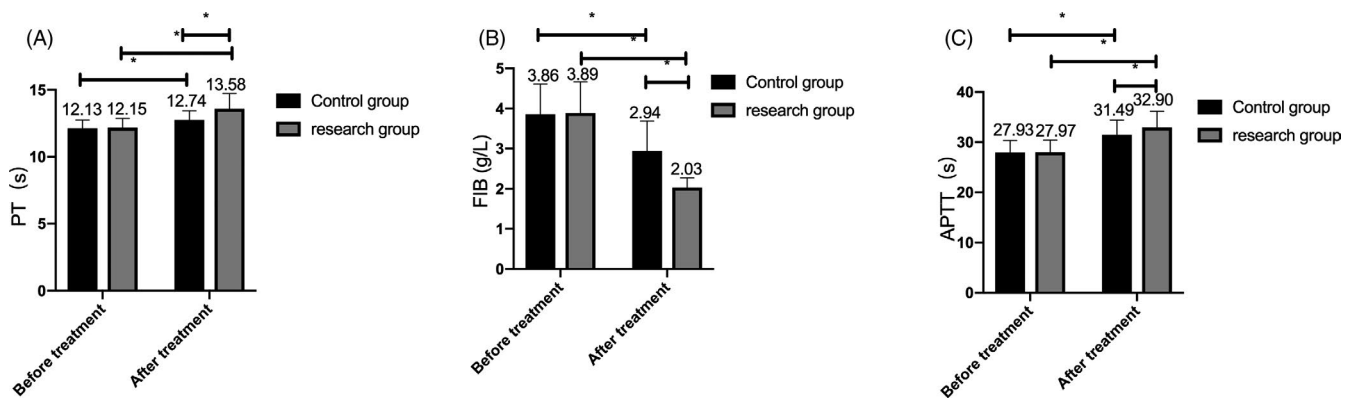 (A)
*
*
*
PT (s)
15
10
5
0
12.13
12.15
12.74
13.58
Before treatment
After treatment
Control group
research group
(B)
*
*
*
FIB (g/L)
5
4
3
2
1
0
3.86
3.89
2.94
2.03
Before treatment
After treatment
Control group
research group
(C)
*
*
*
APTT (s)
40
30
20
10
0
27.93
27.97
31.49
32.90
Before treatment
After treatment
Control group
research group